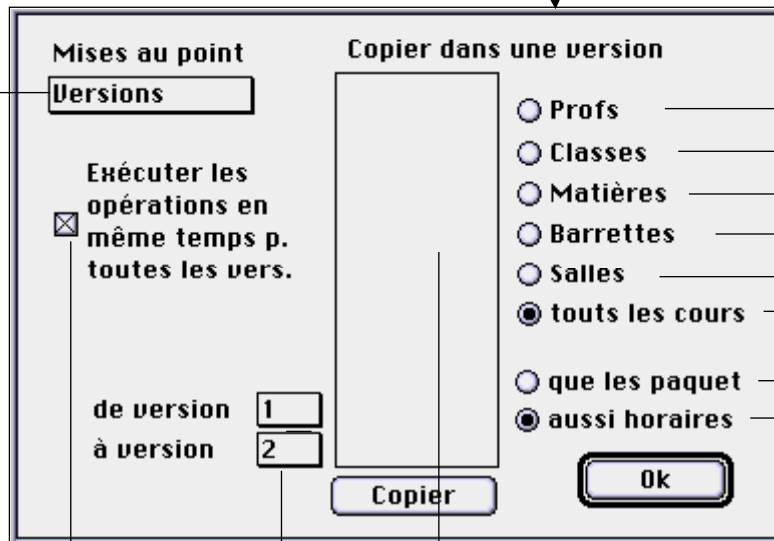 Mises au point
Versions
Copier dans une version
Exécuter les
opérations en
même temps p.
toutes les vers.
Profs
Classes
Matières
Barrettes
Salles
touts les cours
que les paquet
aussi horaires
de version 1
à version 2
Copier
Ok